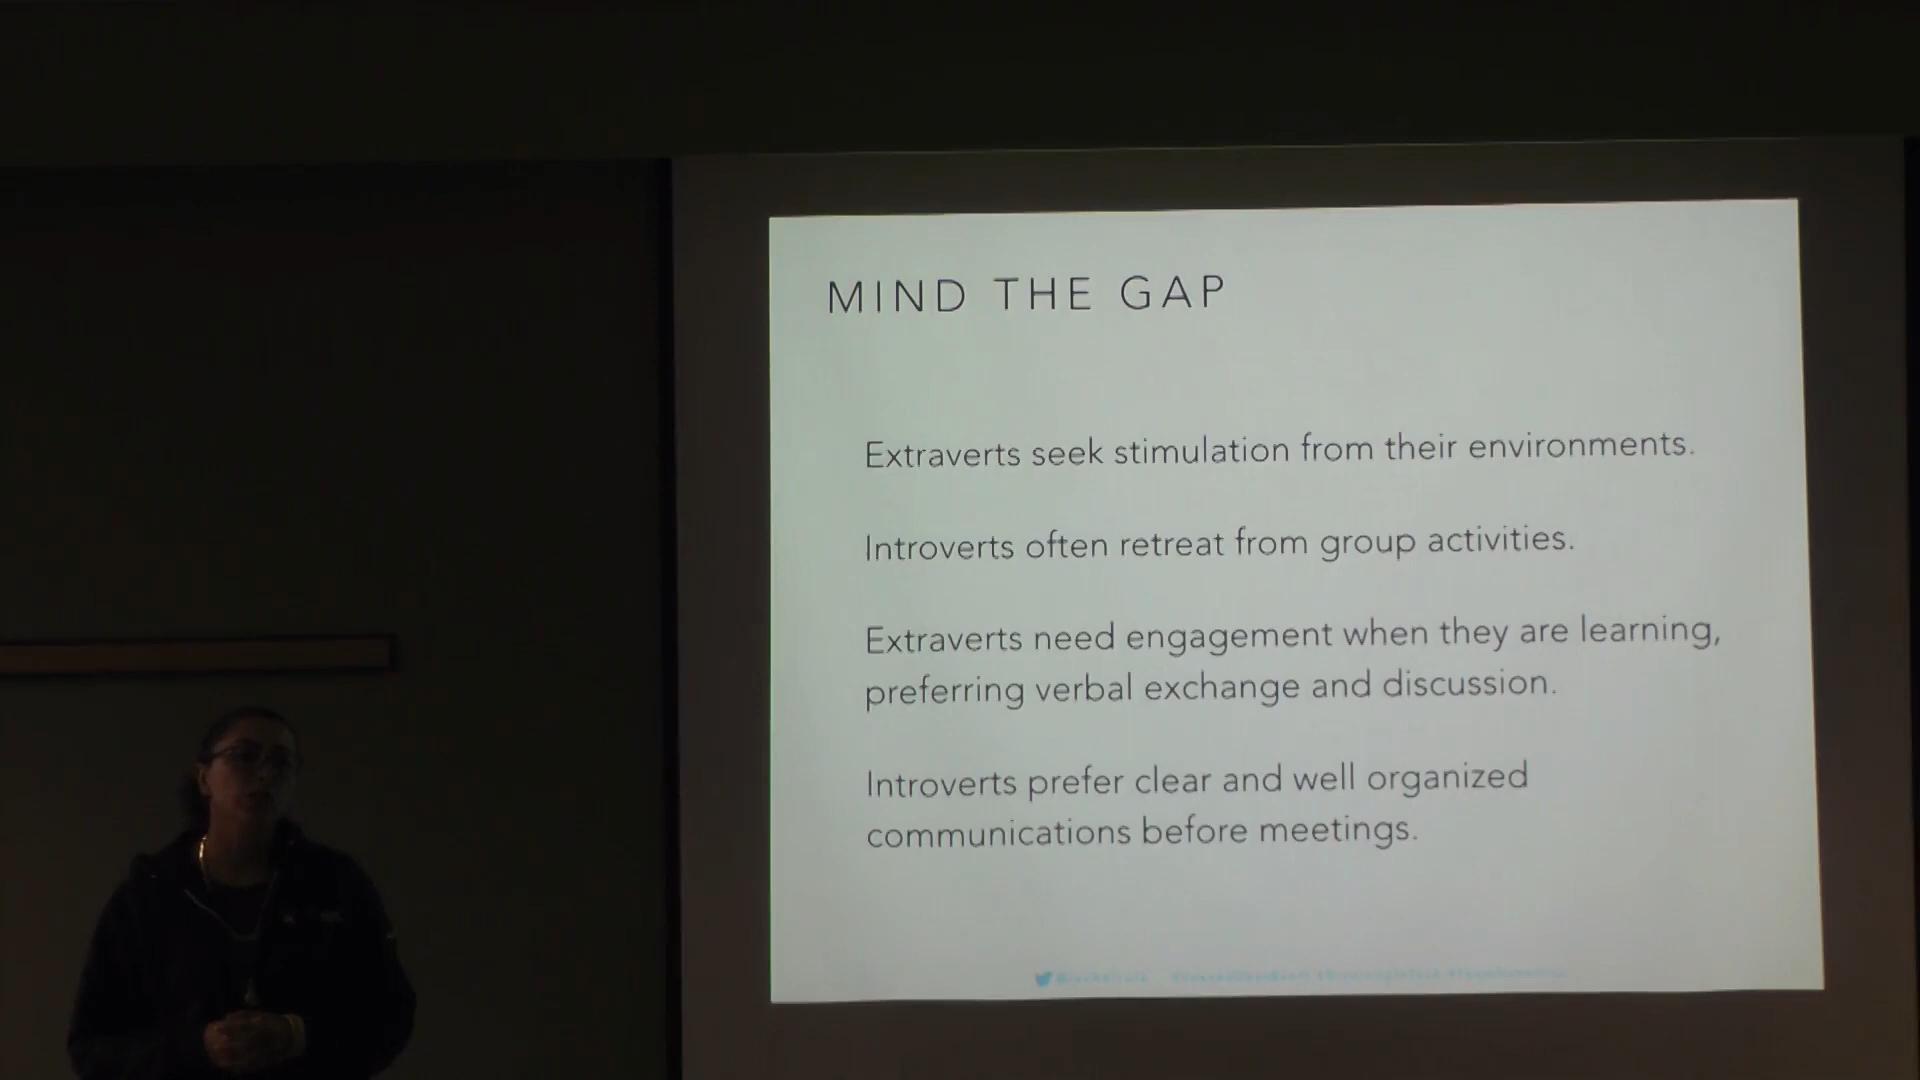 MIND THE GAP
Extraverts seek stimulation from their environments.
Introverts often retreat from group activities.
Extraverts need engagement when they are learning,
preferring verbal exchange and discussion.
Introverts prefer clear and well organized
communications before meetings.